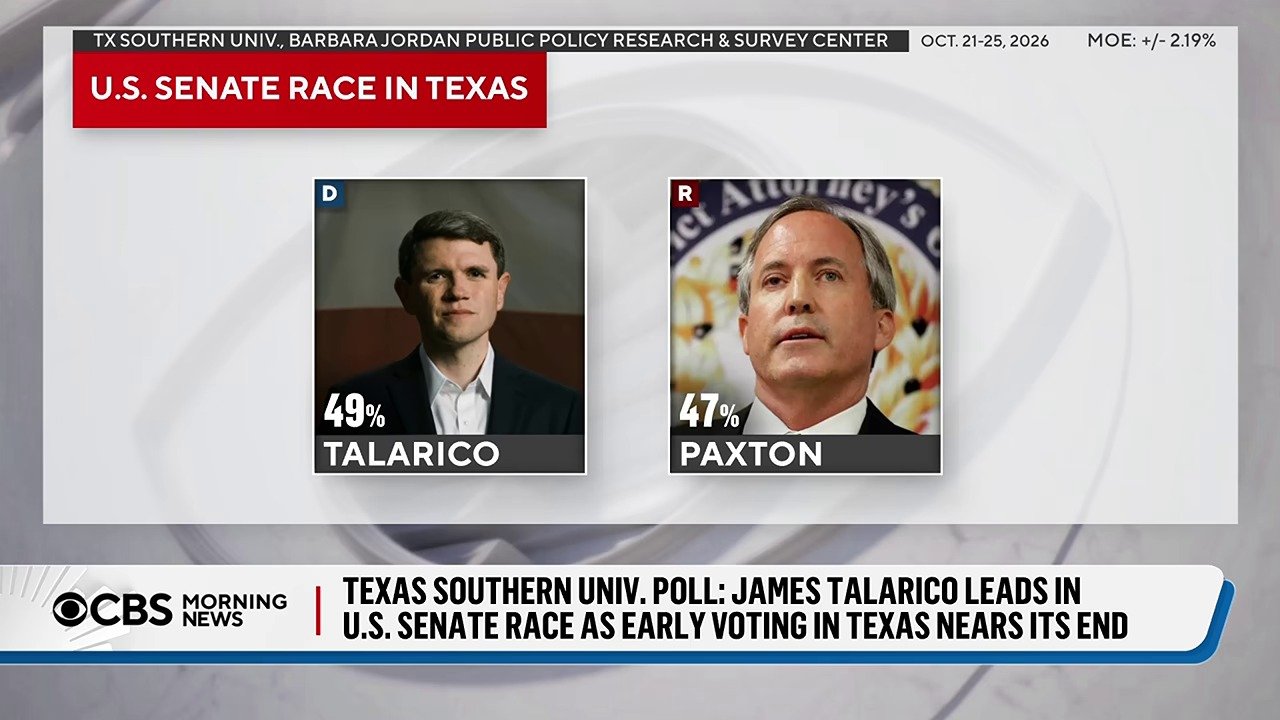 TX SOUTHERN UNIV., BARBARA JORDAN PUBLIC POLICY RESEARCH & SURVEY CENTER OCT. 21-25, 2026 MOE: +/- 2.19%
U.S. SENATE RACE IN TEXAS
D
49%
TALARICO
R
ict Attorney's O
47%
PAXTON
CBS MORNING NEWS
TEXAS SOUTHERN UNIV. POLL: JAMES TALARICO LEADS IN
U.S. SENATE RACE AS EARLY VOTING IN TEXAS NEARS ITS END